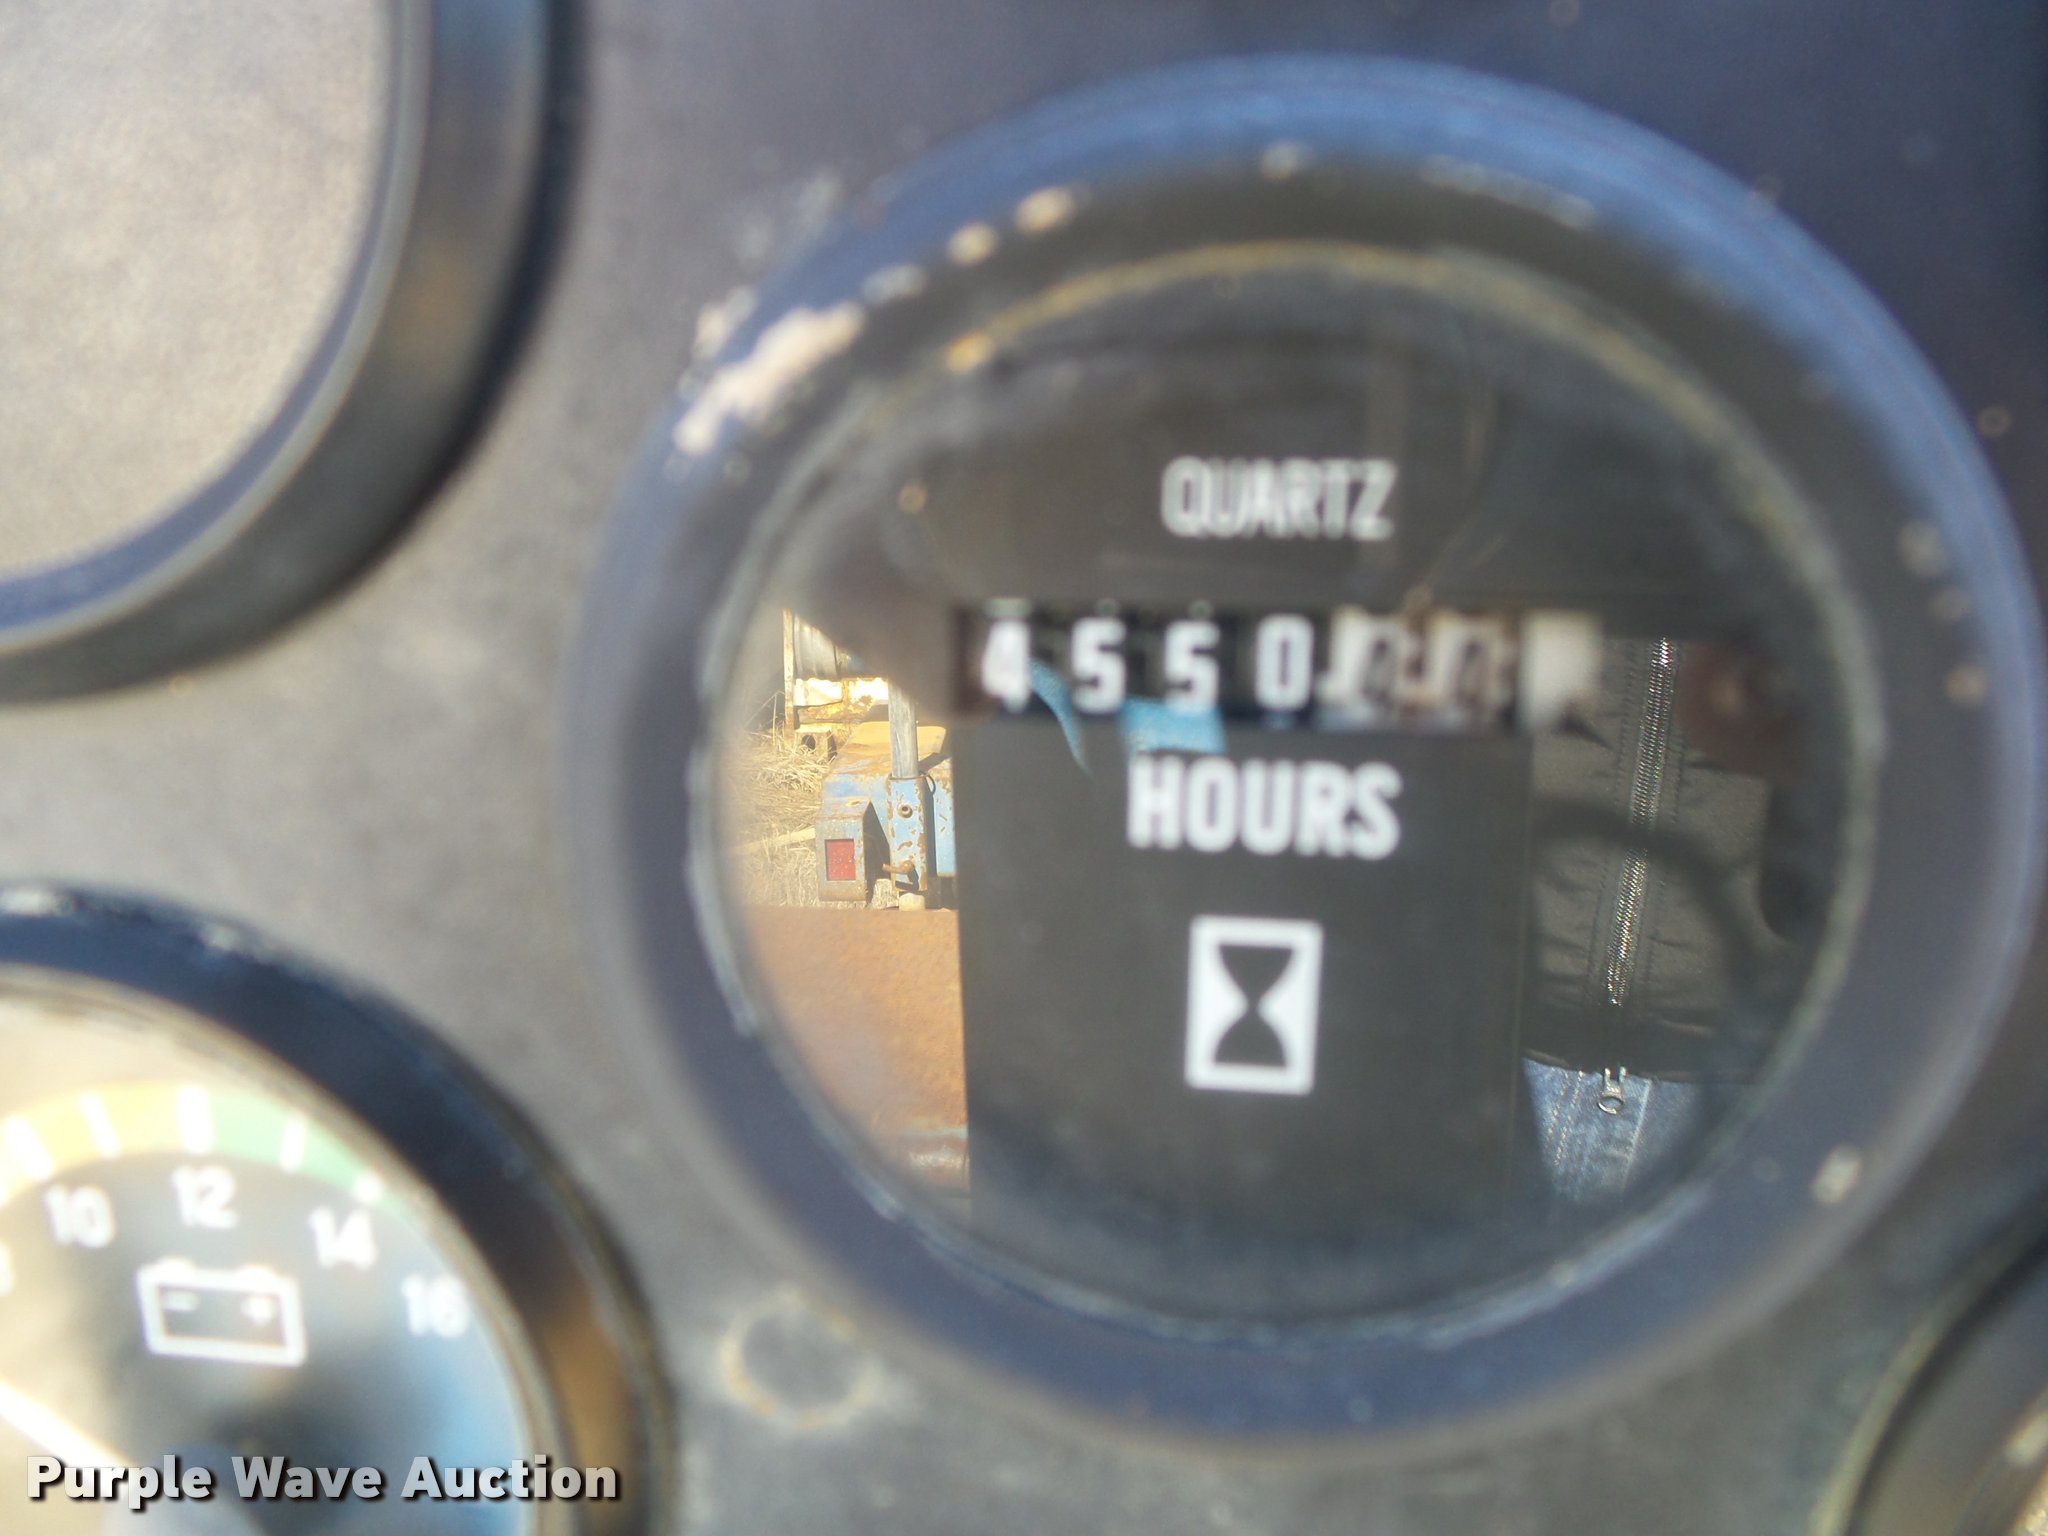 QUARTZ
4550
HOURS
10 12 14
16
- +
Purple Wave Auction